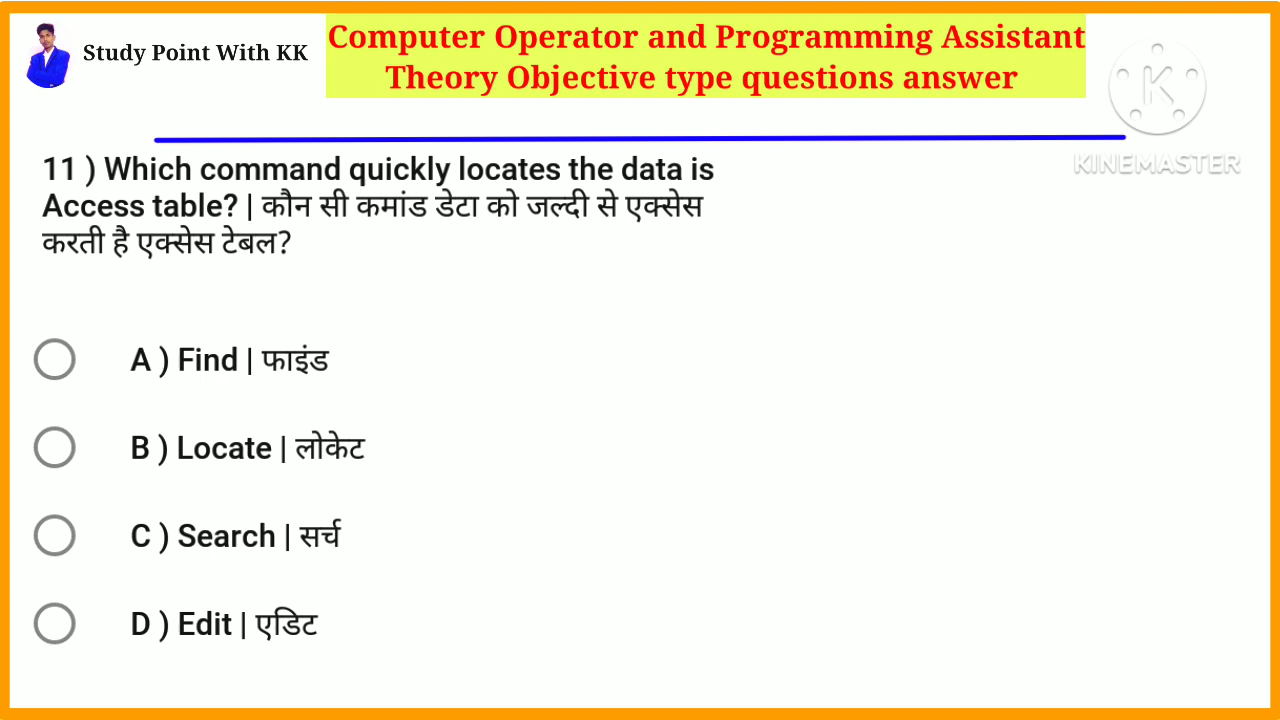 Study Point With KK
Computer Operator and Programming Assistant
Theory Objective type questions answer
K
KINEMASTER
11 ) Which command quickly locates the data is
Access table? | कौन सी कमांड डेटा को जल्दी से एक्सेस
करती है एक्सेस टेबल?
A ) Find | फाइंड
B ) Locate | लोकेट
C ) Search | सर्च
D ) Edit | एडिट